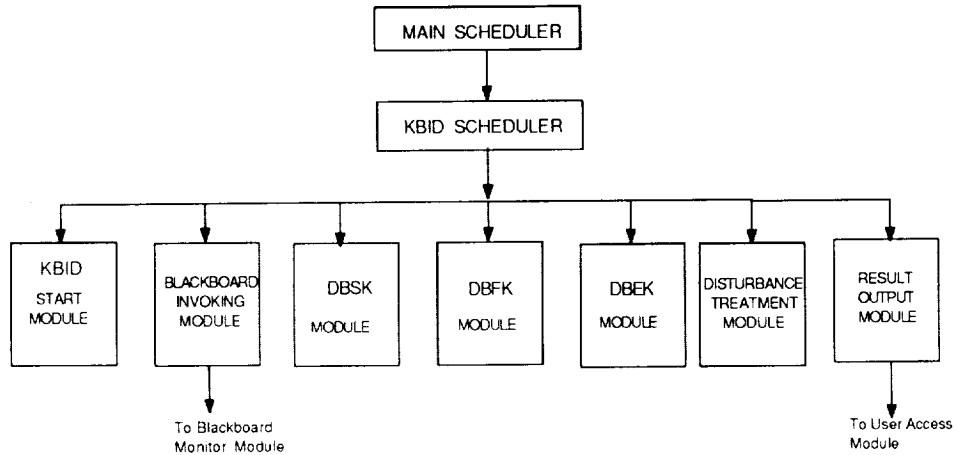 MAIN SCHEDULER
KBID SCHEDULER
KBID
START
MODULE
BLACKBOARD
INVOKING
MODULE
DBSK
MODULE
DBFK
MODULE
DBEK
MODULE
DISTURBANCE
TREATMENT
MODULE
RESULT
OUTPUT
MODULE
To Blackboard
Monitor Module
To User Access
Module